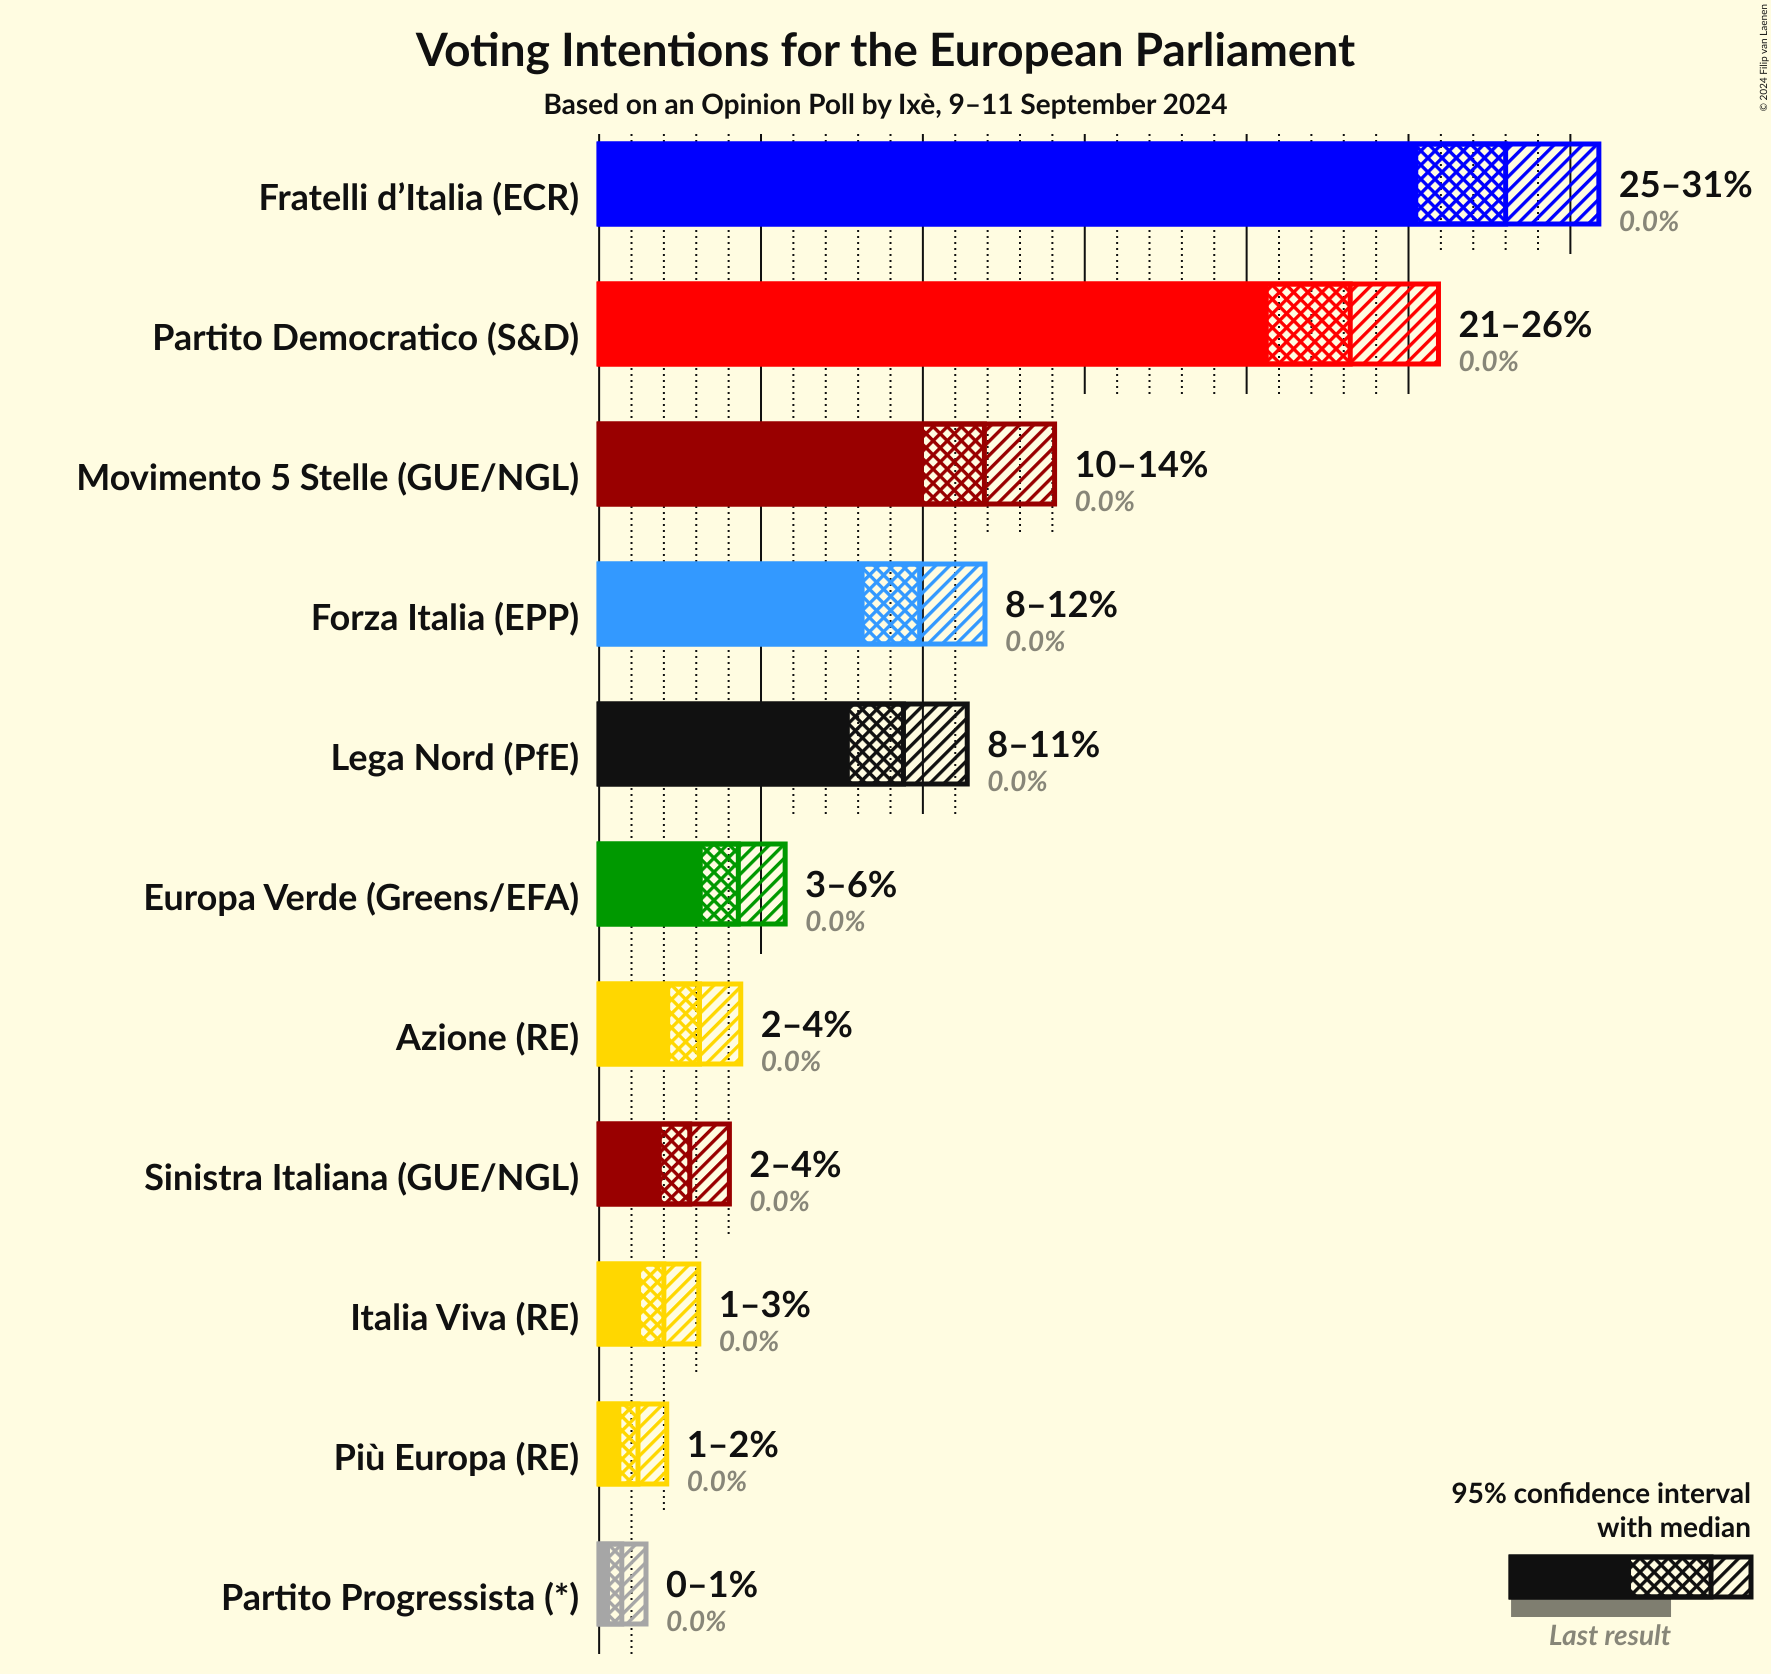 Voting Intentions for the European Parliament
Based on an Opinion Poll by Ixè, 9–11 September 2024
© 2024 Filip van Laenen
Fratelli d’Italia (ECR)
25–31%
0.0%
Partito Democratico (S&D)
21–26%
0.0%
Movimento 5 Stelle (GUE/NGL)
10–14%
0.0%
Forza Italia (EPP)
8–12%
0.0%
Lega Nord (PfE)
8–11%
0.0%
Europa Verde (Greens/EFA)
3–6%
0.0%
Azione (RE)
2–4%
0.0%
Sinistra Italiana (GUE/NGL)
2–4%
0.0%
Italia Viva (RE)
1–3%
0.0%
Più Europa (RE)
1–2%
0.0%
Partito Progressista (*)
0–1%
0.0%
95% confidence interval
with median
Last result